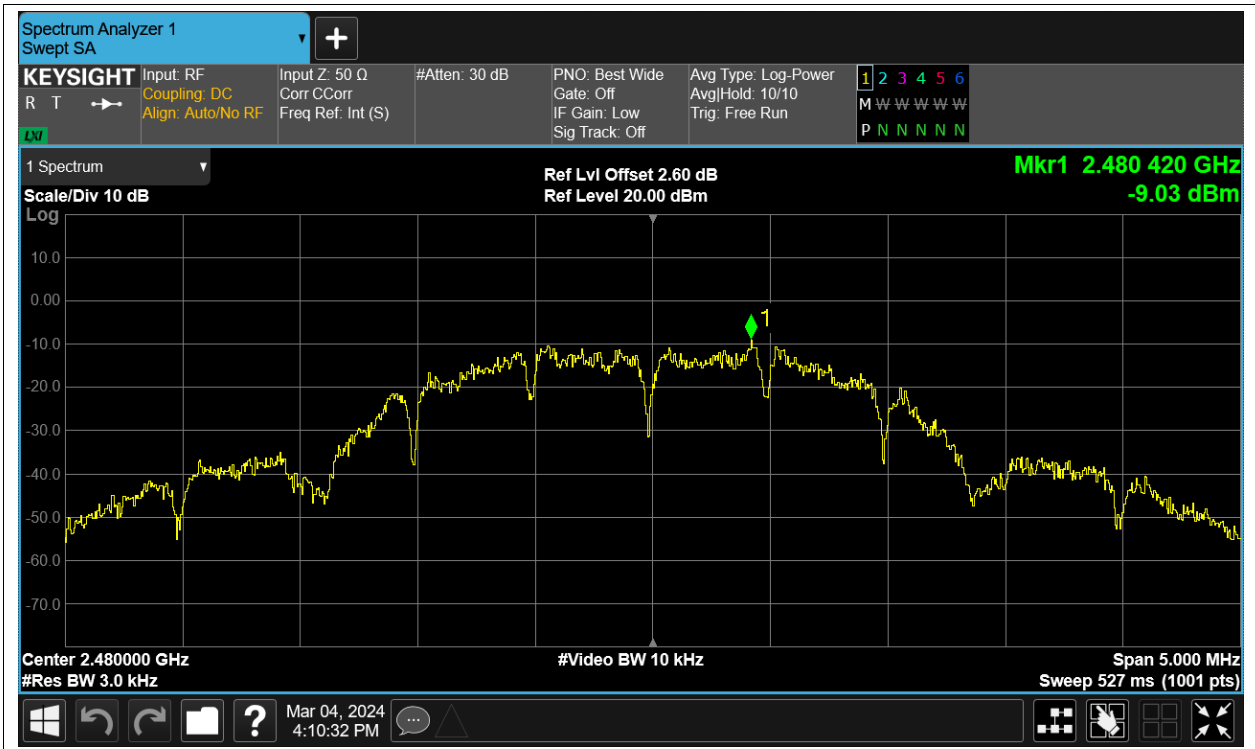 Spectrum Analyzer 1
Swept SA
KEYSIGHT
R T
LXI
Input: RF
Coupling: DC
Align: Auto/No RF
Input Z: 50 Ω
Corr CCorr
Freq Ref: Int (S)
#Atten: 30 dB
PNO: Best Wide
Gate: Off
IF Gain: Low
Sig Track: Off
Avg Type: Log-Power
Avg|Hold: 10/10
Trig: Free Run
1 2 3 4 5 6
M W W W W W
P N N N N N
1 Spectrum
Scale/Div 10 dB
Log
Ref Lvl Offset 2.60 dB
Ref Level 20.00 dBm
Mkr1 2.480 420 GHz
-9.03 dBm
10.0
0.00
-10.0
-20.0
-30.0
-40.0
-50.0
-60.0
-70.0
1
Center 2.480000 GHz
#Res BW 3.0 kHz
#Video BW 10 kHz
Span 5.000 MHz
Sweep 527 ms (1001 pts)
?
Mar 04, 2024
4:10:32 PM